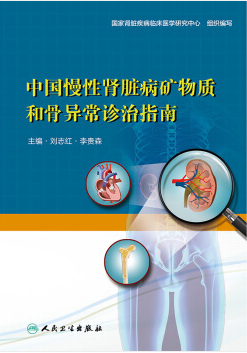 国家肾脏疾病临床医学研究中心 组织编写
中国慢性肾脏病矿物质
和骨异常诊治指南
主编·刘志红·李贵森
人民卫生出版社